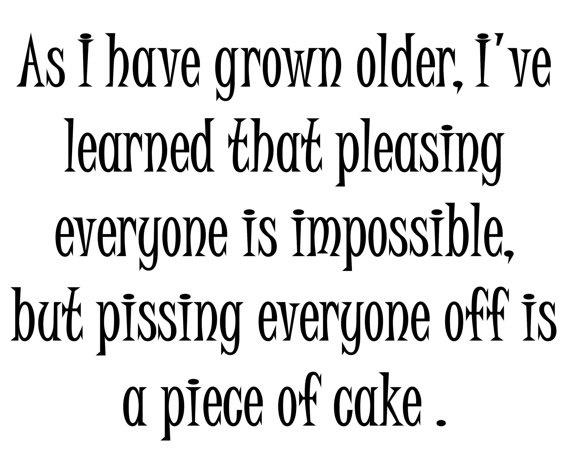 As I have grown older, I've
learned that pleasing
everyone is impossible,
but pissing everyone off is
a piece of cake .